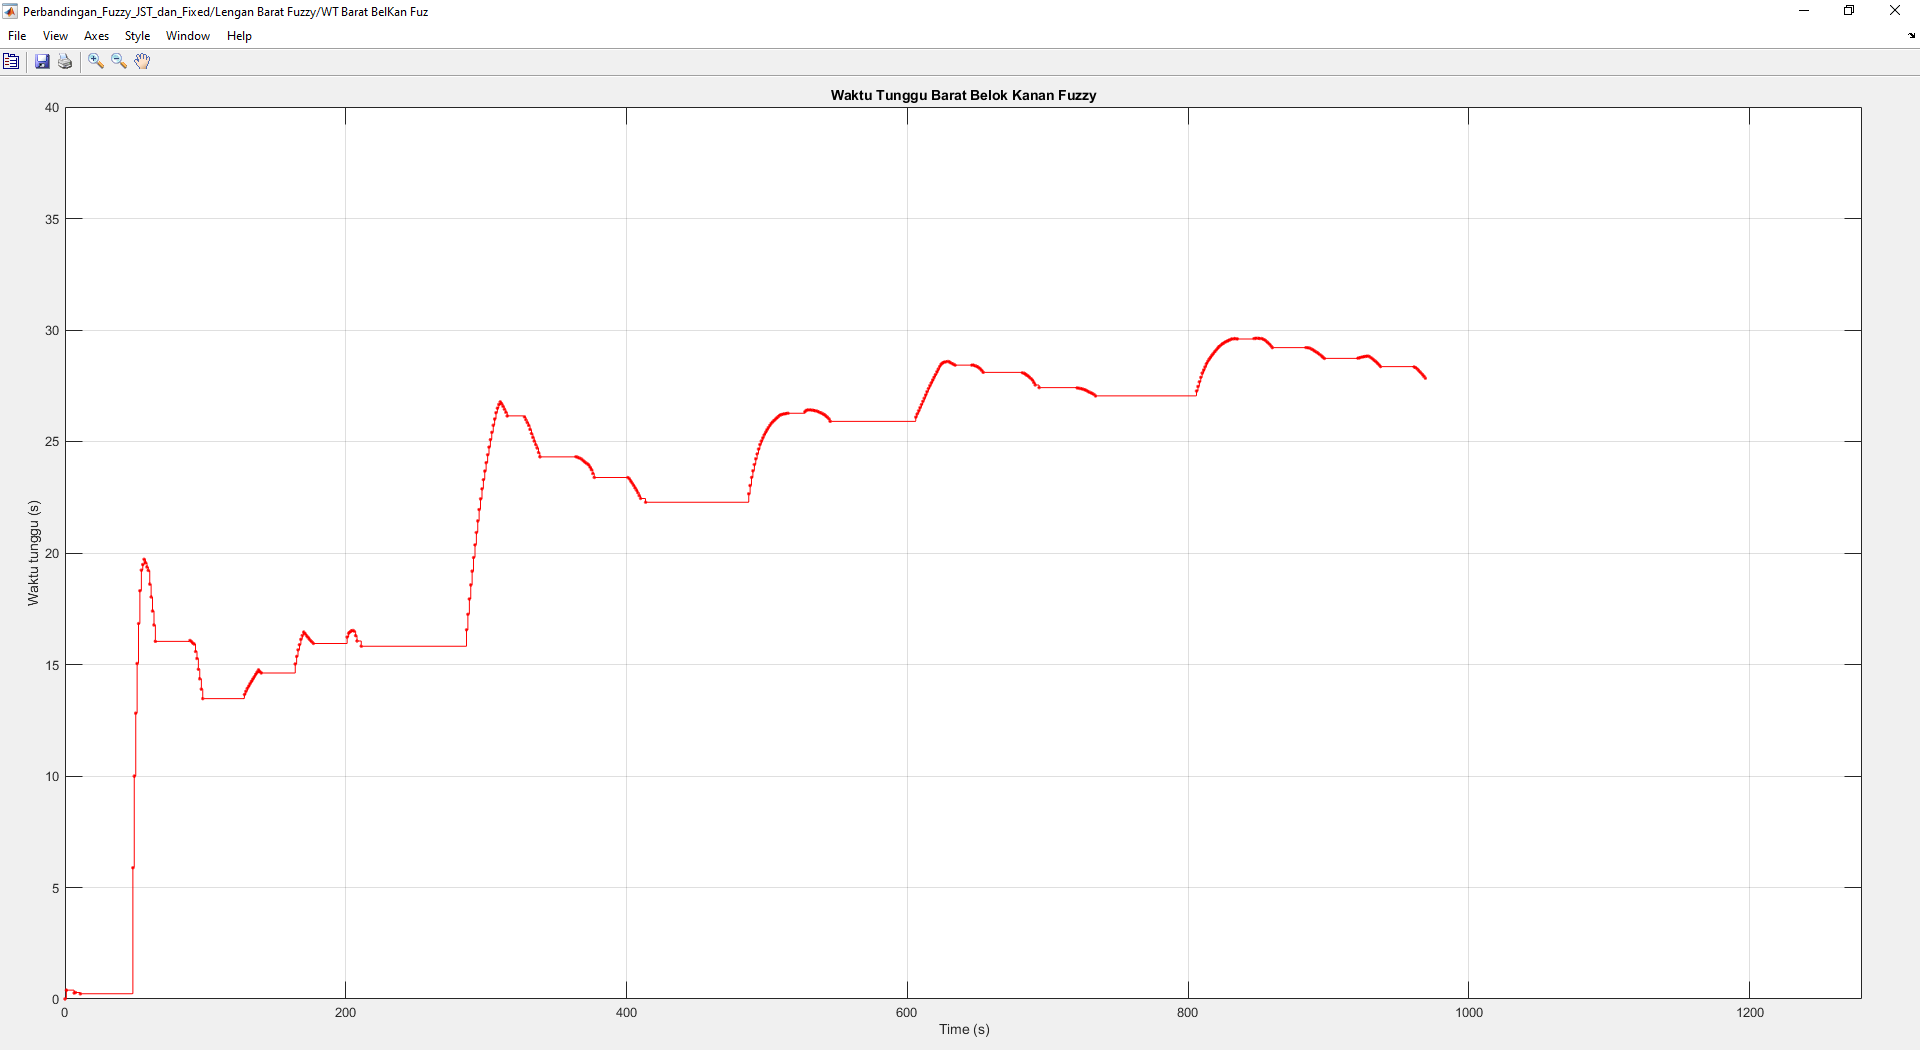 Perbandingan_Fuzzy_JST_dan_Fixed/Lengan Barat Fuzzy/WT Barat BelKan Fuz
File View Axes Style Window Help
Waktu Tunggu Barat Belok Kanan Fuzzy
40
35
30
25
20
15
10
5
0
Waktu tunggu (s)
0 200 400 600 800 1000 1200
Time (s)